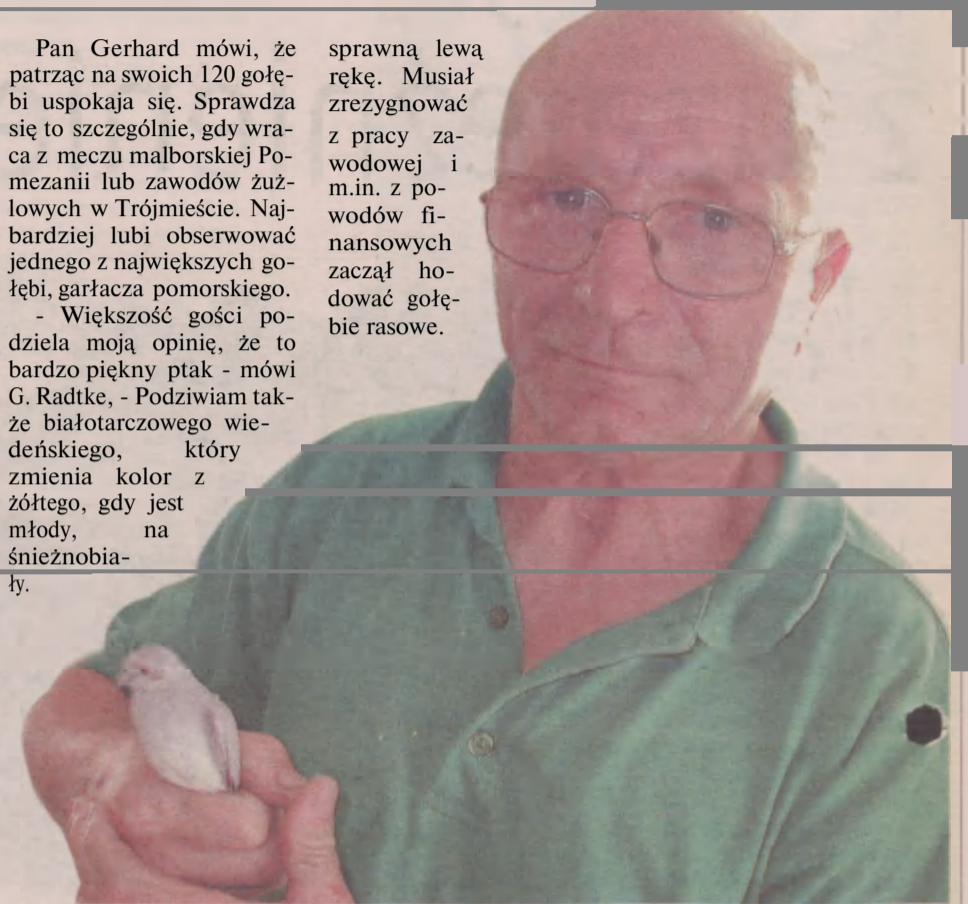 Pan Gerhard mówi, że
patrząc na swoich 120 gołę-
bi uspokaja się. Sprawdza
się to szczególnie, gdy wra-
ca z meczu malborskiej Po-
mezanii lub zawodów żuż-
lowych w Trójmieście. Naj-
bardziej lubi obserwować
jednego z największych go-
łębi, garłacza pomorskiego.
- Większość gości po-
dziela moją opinię, że to
bardzo piękny ptak - mówi
G. Radtke, - Podziwiam tak-
że białotarczowego wie-
deńskiego, który
zmienia kolor z
żółtego, gdy jest
młody, na
śnieżnobia-
ły.
sprawną lewą
rękę. Musiał
zrezygnować
z pracy za-
wodowej i
m.in. z po-
wodów fi-
nansowych
zaczął ho-
dować gołę-
bie rasowe.